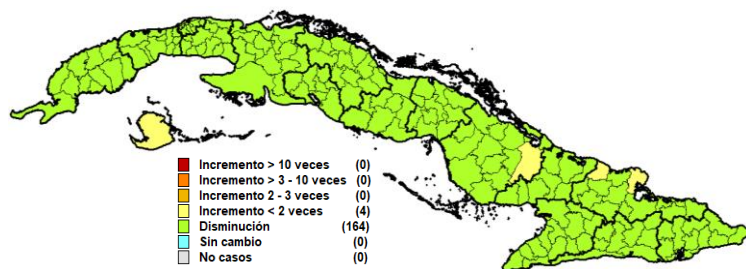 Incremento > 10 veces (0)
Incremento > 3 - 10 veces (0)
Incremento 2 - 3 veces (0)
Incremento < 2 veces (4)
Disminución (164)
Sin cambio (0)
No casos (0)